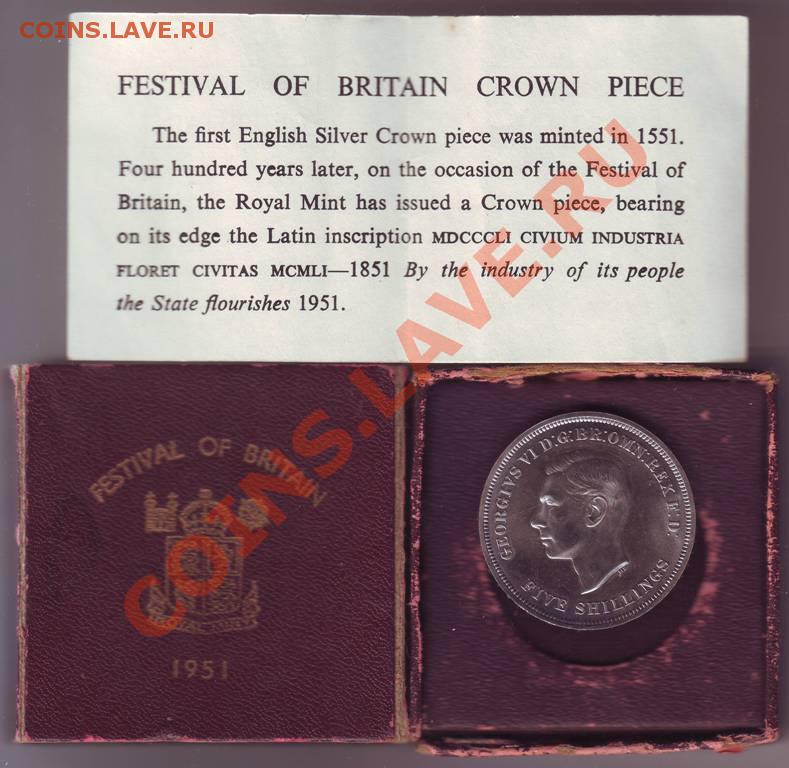 COINS.LAVE.RU
FESTIVAL OF BRITAIN CROWN PIECE
The first English Silver Crown piece was minted in 1551.
Four hundred years later, on the occasion of the Festival of
Britain, the Royal Mint has issued a Crown piece, bearing
on its edge the Latin inscription MDCCCLI CIVIUM INDUSTRIA
FLORET CIVITAS MCMLI—1851 By the industry of its people
the State flourishes 1951.
COINS.LAVE.RU
FESTIVAL OF BRITAIN
ROYAL MINT
1951
GEORGIVS VI D:G:BR:OMN:REX F:D:
FIVE SHILLINGS